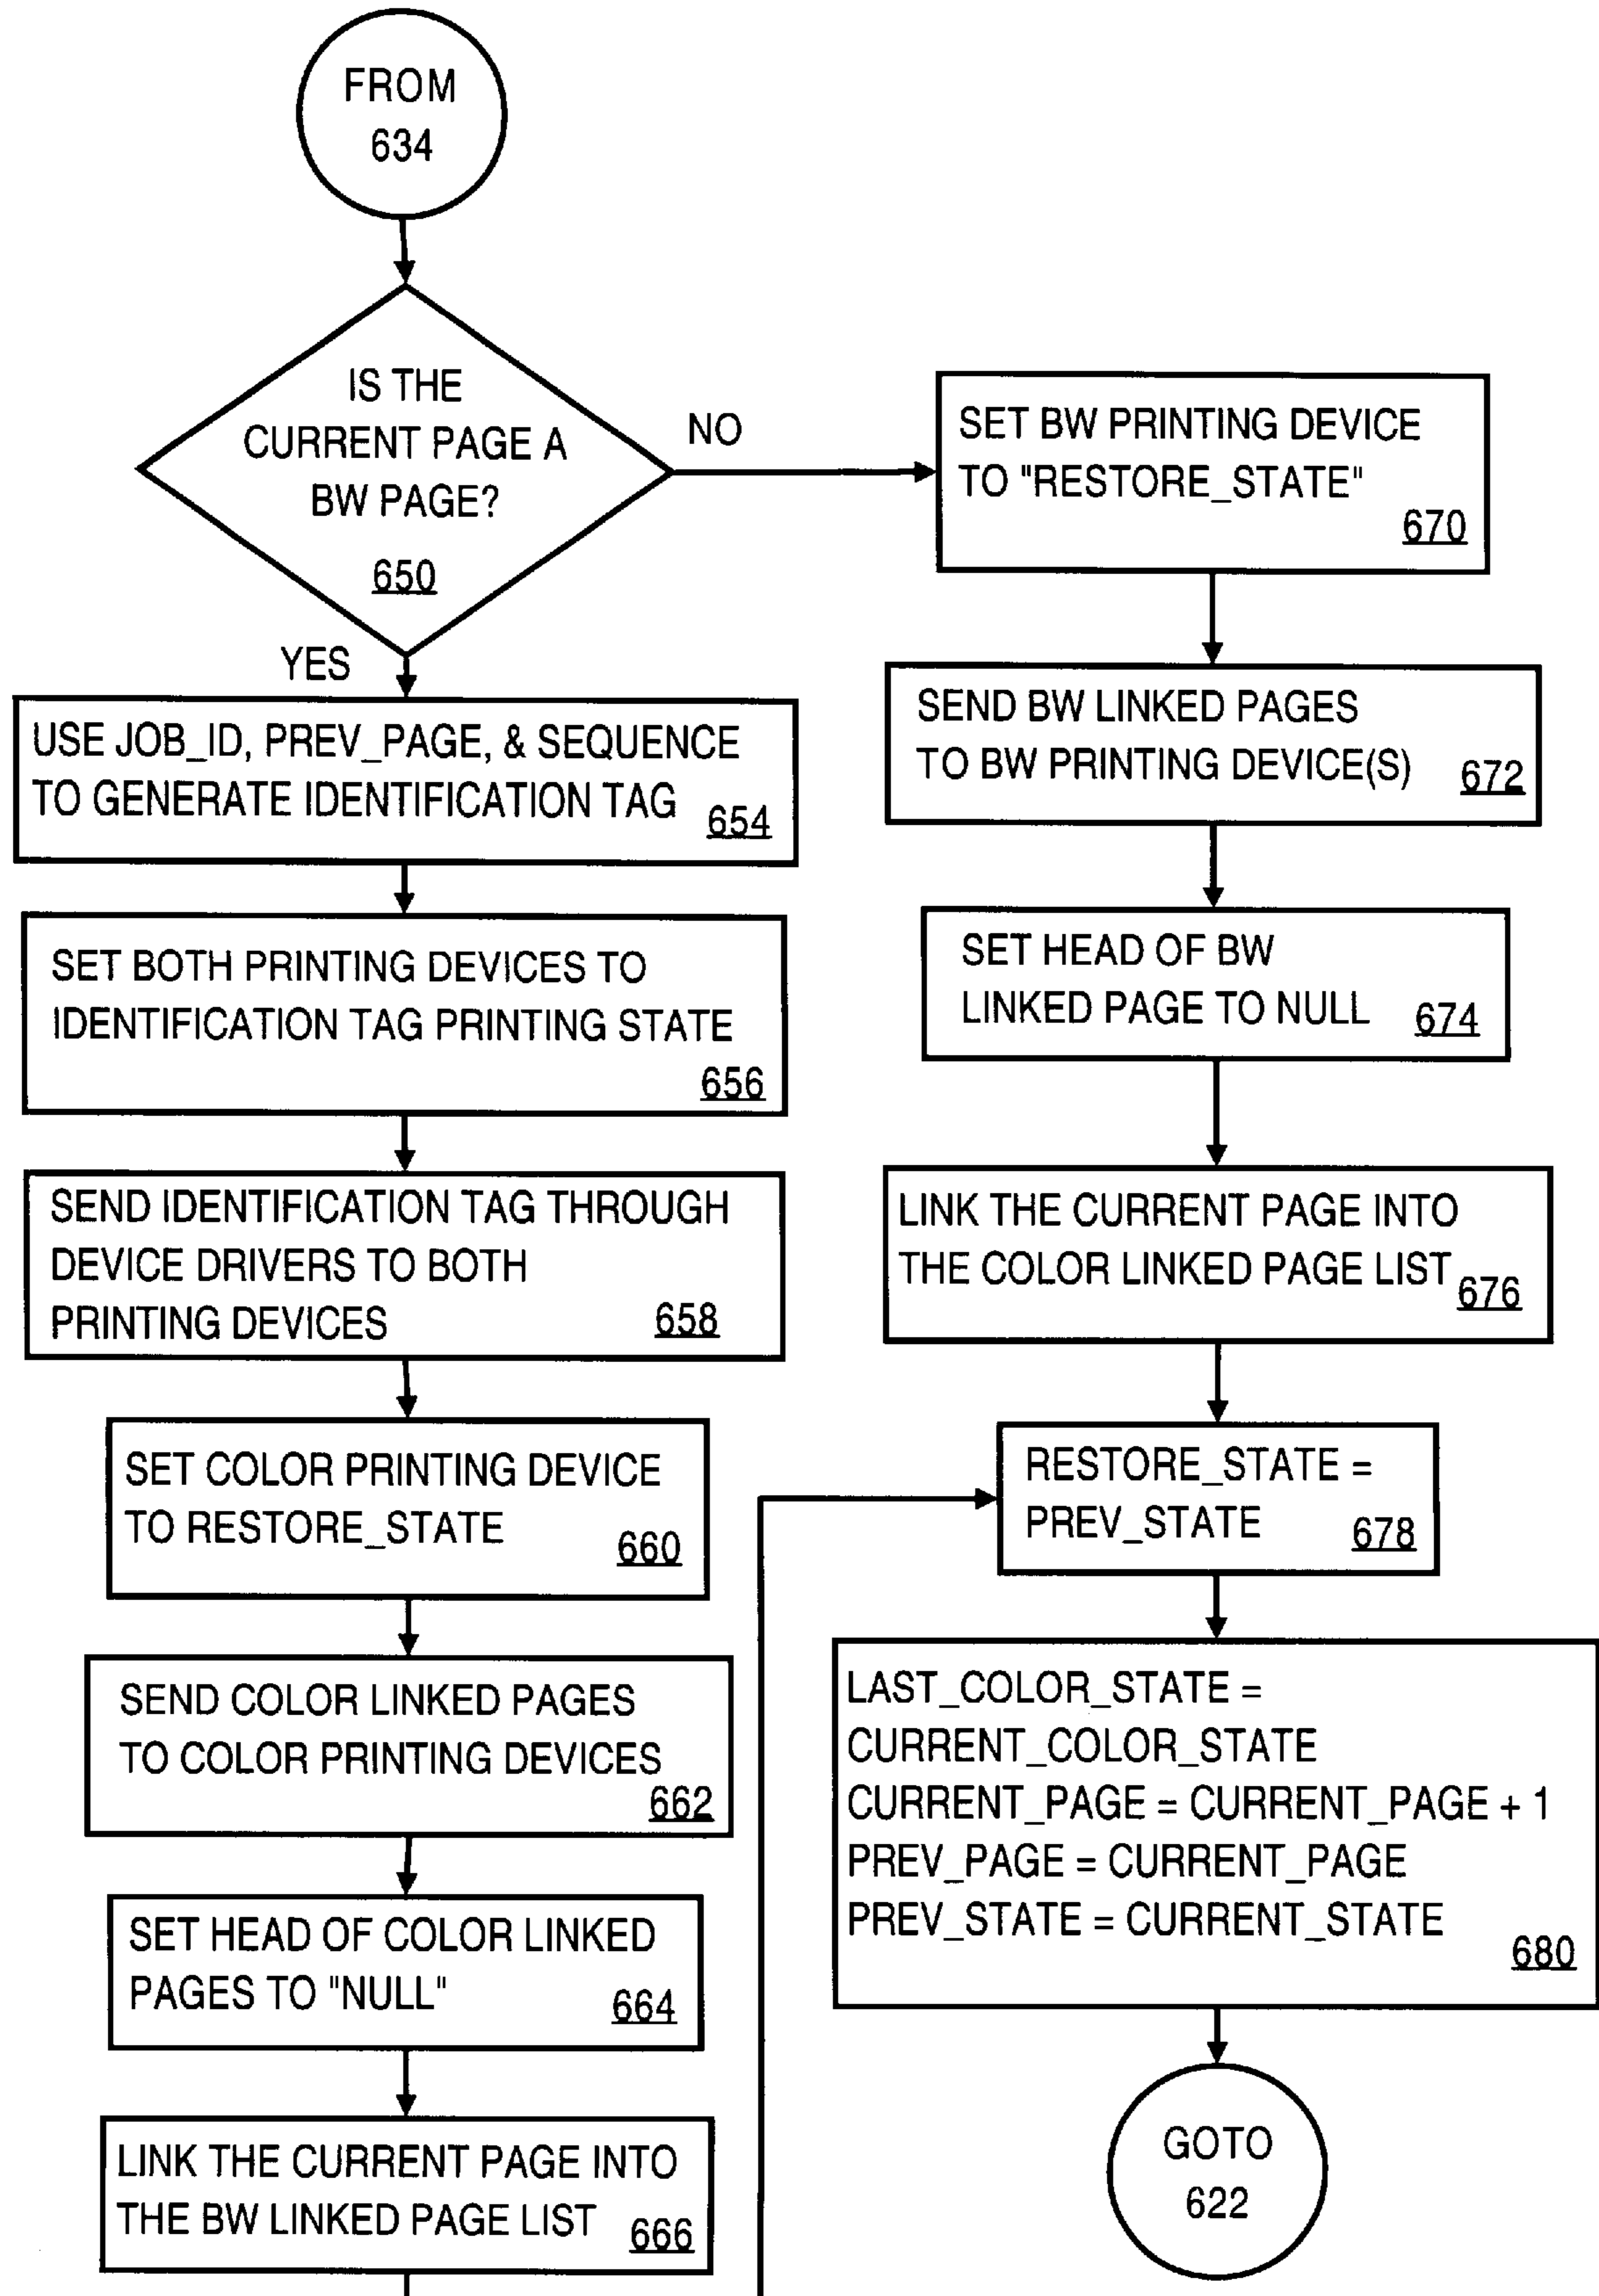 FROM
634
IS THE
CURRENT PAGE A
BW PAGE?
650
YES
NO
USE JOB_ID, PREV_PAGE, & SEQUENCE
TO GENERATE IDENTIFICATION TAG
654
SET BOTH PRINTING DEVICES TO
IDENTIFICATION TAG PRINTING STATE
656
SEND IDENTIFICATION TAG THROUGH
DEVICE DRIVERS TO BOTH
PRINTING DEVICES 658
SET COLOR PRINTING DEVICE
TO RESTORE_STATE 660
SEND COLOR LINKED PAGES
TO COLOR PRINTING DEVICES
662
SET HEAD OF COLOR LINKED
PAGES TO "NULL" 664
LINK THE CURRENT PAGE INTO
THE BW LINKED PAGE LIST 666
SET BW PRINTING DEVICE
TO "RESTORE_STATE"
670
SEND BW LINKED PAGES
TO BW PRINTING DEVICE(S) 672
SET HEAD OF BW
LINKED PAGE TO NULL 674
LINK THE CURRENT PAGE INTO
THE COLOR LINKED PAGE LIST 676
RESTORE_STATE =
PREV_STATE 678
LAST_COLOR_STATE =
CURRENT_COLOR_STATE
CURRENT_PAGE = CURRENT_PAGE + 1
PREV_PAGE = CURRENT_PAGE
PREV_STATE = CURRENT_STATE
680
GOTO
622